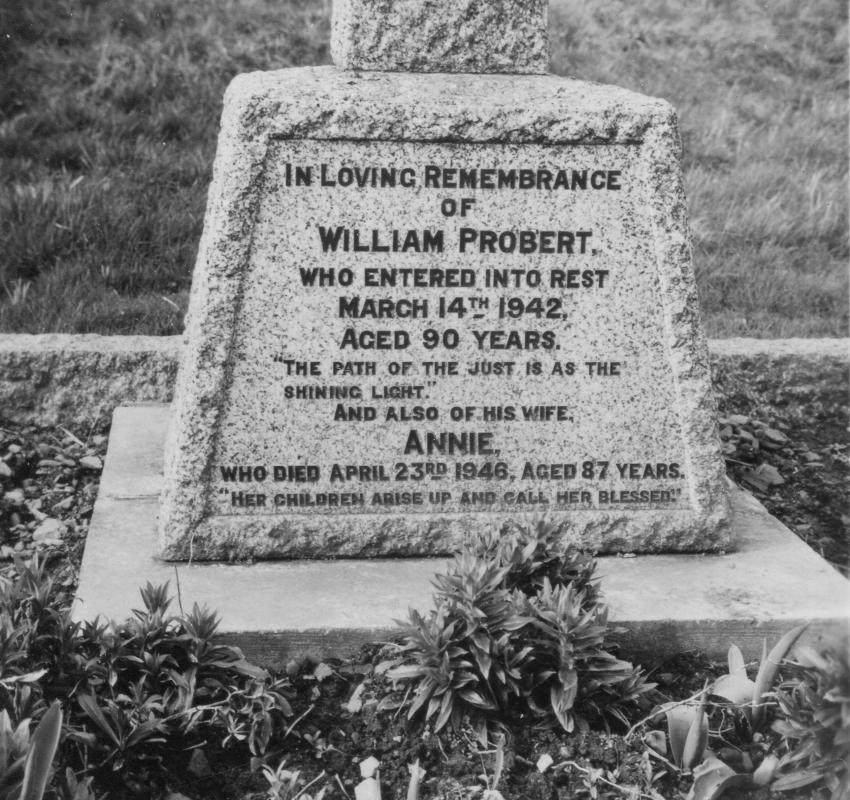 IN LOVING REMEMBRANCE
OF
WILLIAM PROBERT,
WHO ENTERED INTO REST
MARCH 14TH 1942,
AGED 90 YEARS.
"THE PATH OF THE JUST IS AS THE
SHINING LIGHT."
AND ALSO OF HIS WIFE,
ANNIE,
WHO DIED APRIL 23RD 1946, AGED 87 YEARS.
"HER CHILDREN ARISE UP AND CALL HER BLESSED."